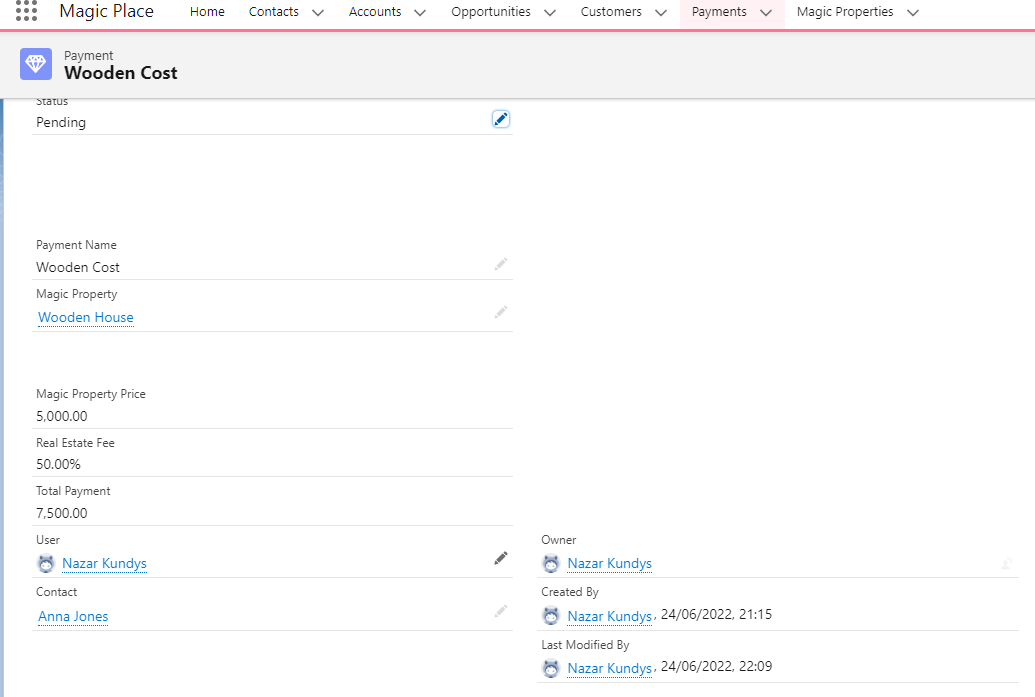 Magic Place
Home
Contacts
Accounts
Opportunities
Customers
Payments
Magic Properties
Payment
Wooden Cost
Status
Pending
Payment Name
Wooden Cost
Magic Property
Wooden House
Magic Property Price
5,000.00
Real Estate Fee
50.00%
Total Payment
7,500.00
User
Nazar Kundys
Contact
Anna Jones
Owner
Nazar Kundys
Created By
Nazar Kundys, 24/06/2022, 21:15
Last Modified By
Nazar Kundys, 24/06/2022, 22:09